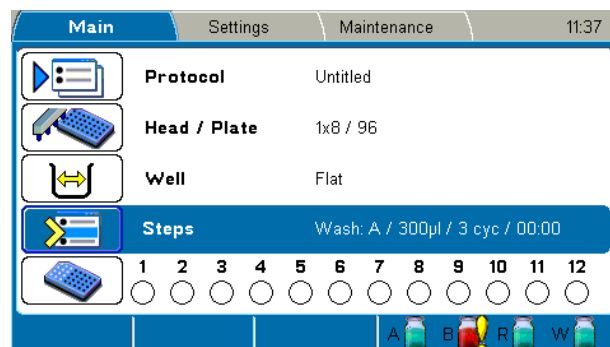 Main Settings Maintenance 11:37
Protocol Untitled
Head / Plate 1x8 / 96
Well Flat
Steps Wash: A / 300µl / 3 cyc / 00:00
1 2 3 4 5 6 7 8 9 10 11 12
A B R W